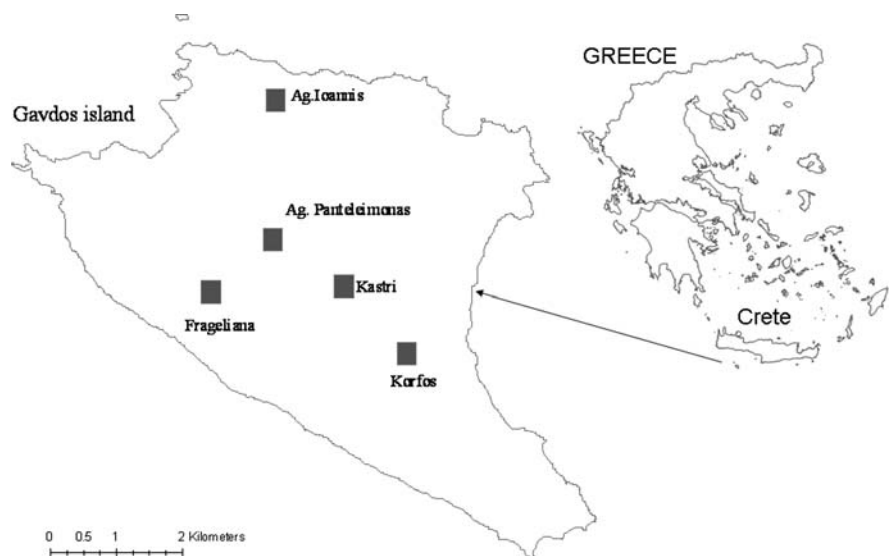 GREECE
Ag.Ioannis
Gavdos island
Ag. Panteleimonas
Kastri
Frageliana
Crete
Korfos
0 0.5 1 2 Kilometers